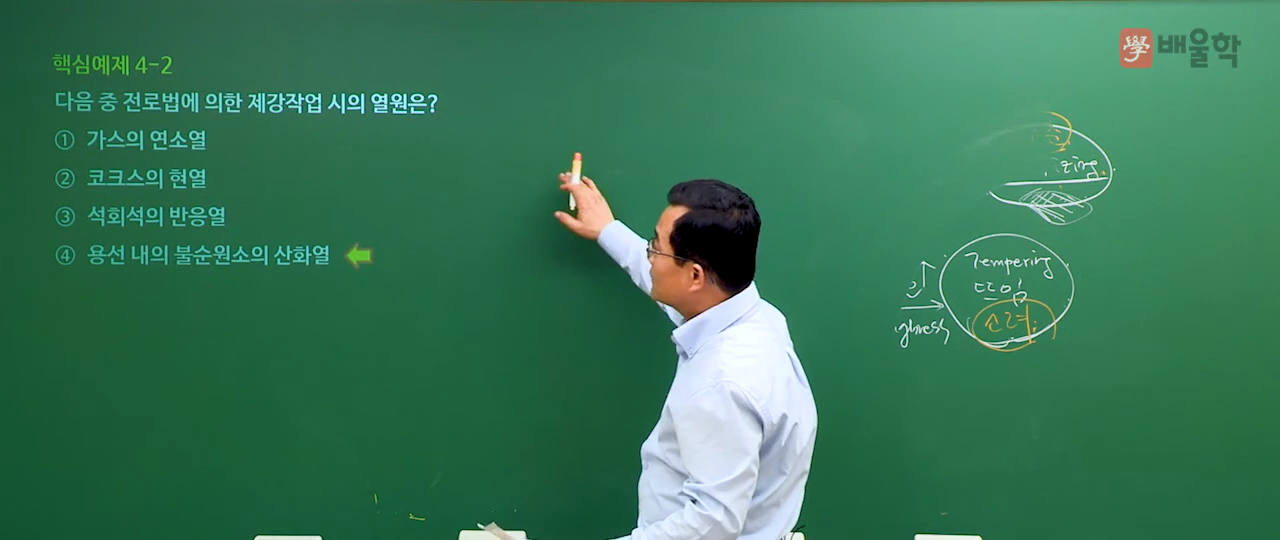 學 배울학
핵심예제 4-2
다음 중 전로법에 의한 제강작업 시의 열원은?
① 가스의 연소열
② 코크스의 현열
③ 석회석의 반응열
④ 용선 내의 불순원소의 산화열
Tempering
뜨임
소려